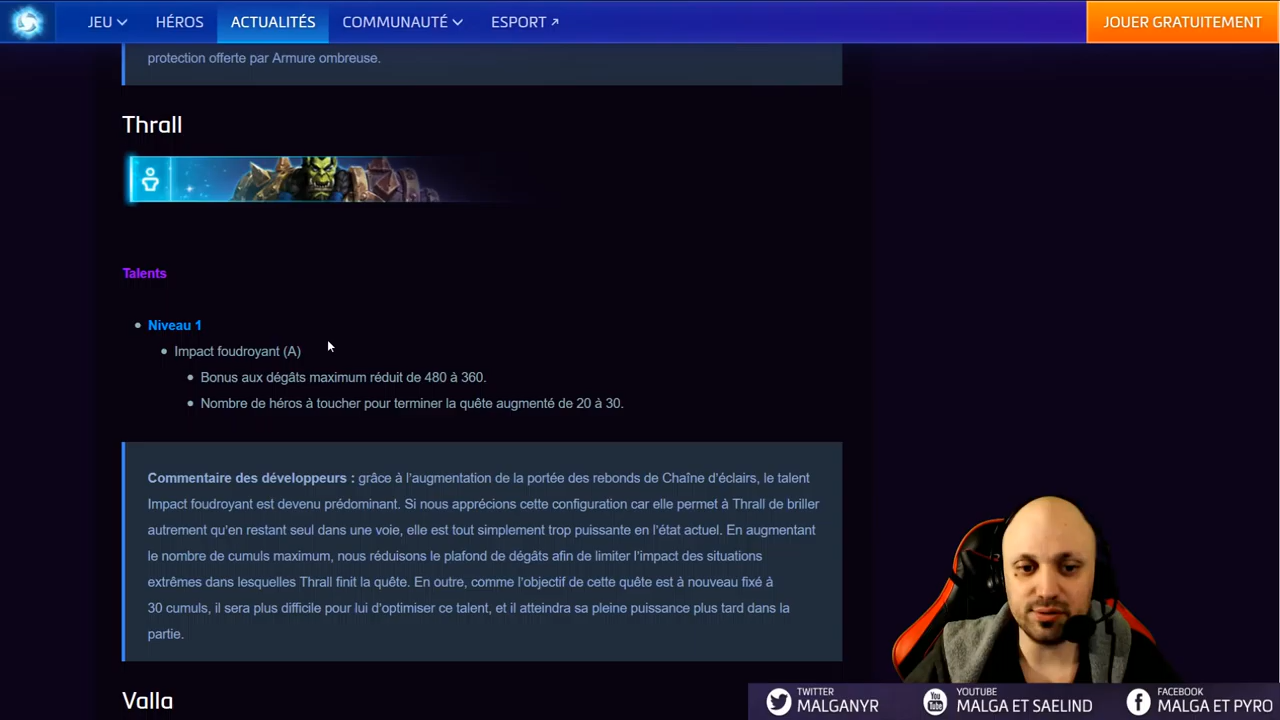 JEU HÉROS ACTUALITÉS COMMUNAUTÉ ESPORT JOUER GRATUITEMENT
protection offerte par Armure ombreuse.
Thrall
Talents
Niveau 1
Impact foudroyant (A)
Bonus aux dégâts maximum réduit de 480 à 360.
Nombre de héros à toucher pour terminer la quête augmenté de 20 à 30.
Commentaire des développeurs : grâce à l’augmentation de la portée des rebonds de Chaîne d’éclairs, le talent
Impact foudroyant est devenu prédominant. Si nous apprécions cette configuration car elle permet à Thrall de briller
autrement qu’en restant seul dans une voie, elle est tout simplement trop puissante en l’état actuel. En augmentant
le nombre de cumuls maximum, nous réduisons le plafond de dégâts afin de limiter l’impact des situations
extrêmes dans lesquelles Thrall finit la quête. En outre, comme l’objectif de cette quête est à nouveau fixé à
30 cumuls, il sera plus difficile pour lui d’optimiser ce talent, et il atteindra sa pleine puissance plus tard dans la
partie.
Valla
TWITTER
MALGANYR
You Tube
YOUTUBE
MALGA ET SAELIND
FACEBOOK
MALGA ET PYRO